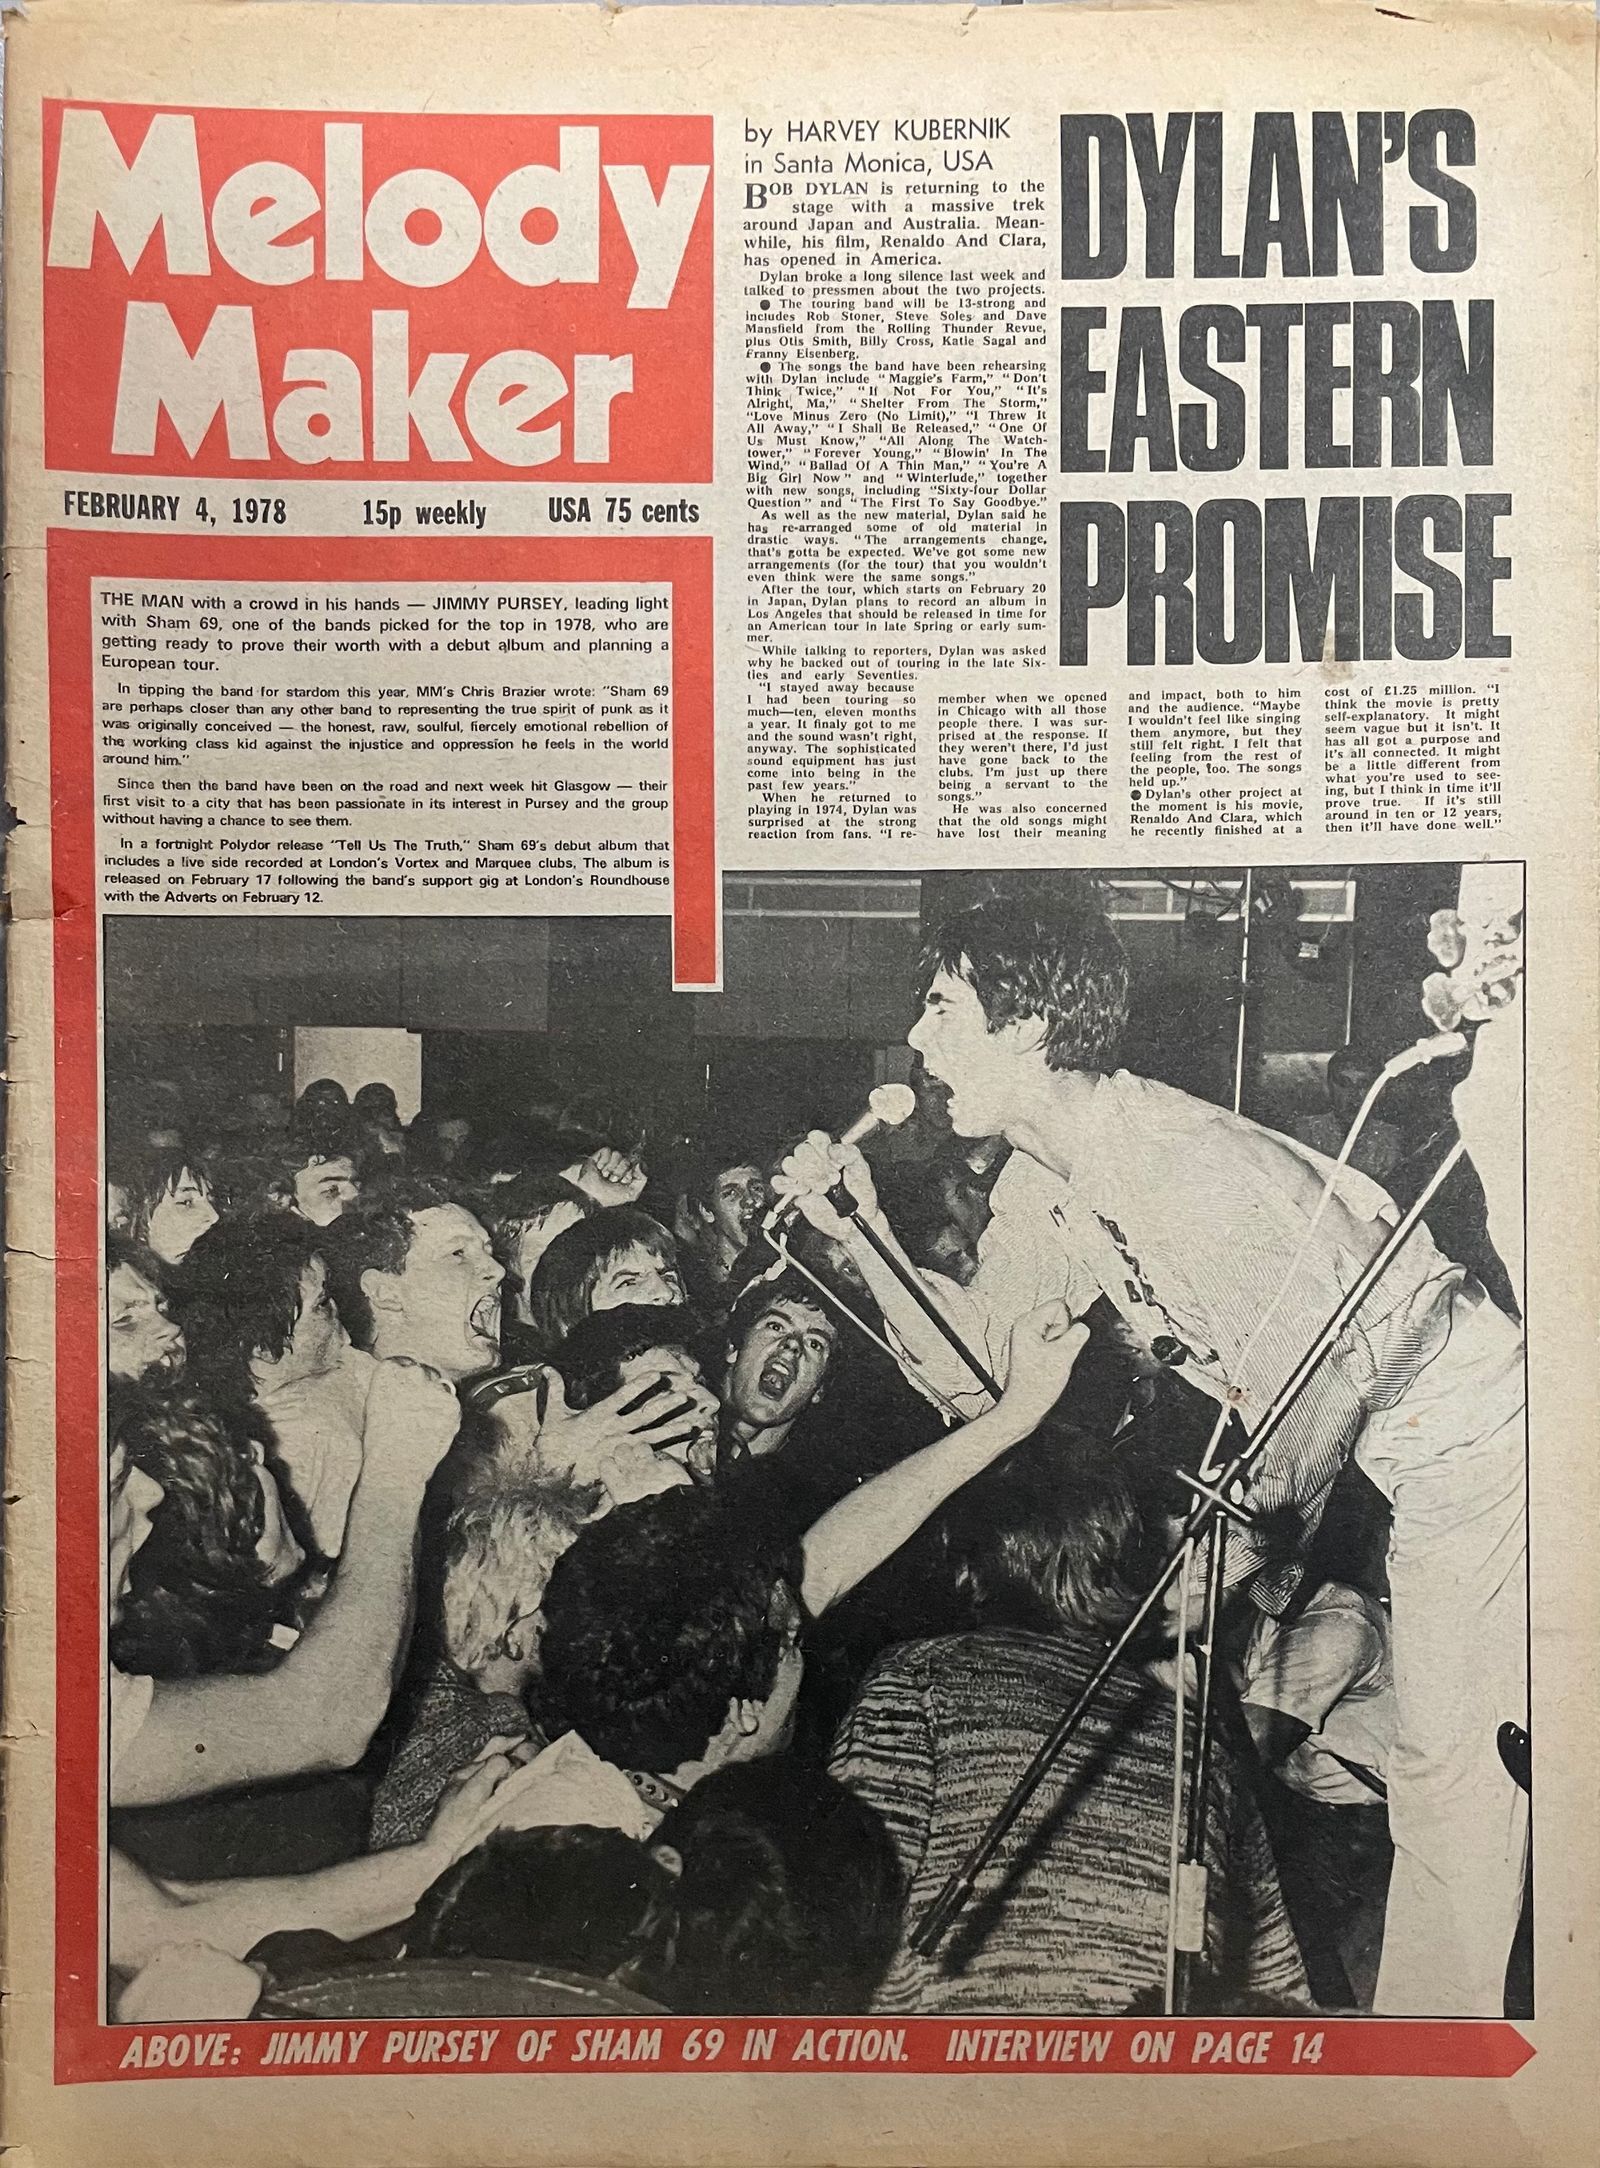 Melody
Maker
FEBRUARY 4, 1978 15p weekly USA 75 cents
THE MAN with a crowd in his hands — JIMMY PURSEY, leading light
with Sham 69, one of the bands picked for the top in 1978, who are
getting ready to prove their worth with a debut album and planning a
European tour.
In tipping the band for stardom this year, MM's Chris Brazier wrote: "Sham 69
are perhaps closer than any other band to representing the true spirit of punk as it
was originally conceived — the honest, raw, soulful, fiercely emotional rebellion of
the working class kid against the injustice and oppression he feels in the world
around him."
Since then the band have been on the road and next week hit Glasgow — their
first visit to a city that has been passionate in its interest in Pursey and the group
without having a chance to see them.
In a fortnight Polydor release "Tell Us The Truth," Sham 69's debut album that
includes a live side recorded at London's Vortex and Marquee clubs. The album is
released on February 17 following the band's support gig at London's Roundhouse
with the Adverts on February 12.
DYLAN'S
EASTERN
PROMISE
by HARVEY KUBERNIK
in Santa Monica, USA
BOB DYLAN is returning to the
stage with a massive trek
around Japan and Australia. Mean-
while, his film, Renaldo And Clara,
has opened in America.
Dylan broke a long silence last week and
talked to pressmen about the two projects.
● The touring band will be 13-strong and
includes Rob Stoner, Steve Soles and Dave
Mansfield from the Rolling Thunder Revue,
plus Otis Smith, Billy Cross, Katie Sagal and
Franny Eisenberg.
● The songs the band have been rehearsing
with Dylan include "Maggie's Farm," "Don't
Think Twice," "If Not For You," "It's
Alright, Ma," "Shelter From The Storm,"
"Love Minus Zero (No Limit)," "I Threw It
All Away," "I Shall Be Released," "One Of
Us Must Know," "All Along The Watch-
tower," "Forever Young," "Blowin' In The
Wind," "Ballad Of A Thin Man," "You're A
Big Girl Now" and "Winterlude," together
with new songs, including "Sixty-four Dollar
Question" and "The First To Say Goodbye."
As well as the new material, Dylan said he
has re-arranged some of old material in
drastic ways. "The arrangements change,
that's gotta be expected. We've got some new
arrangements (for the tour) that you wouldn't
even think were the same songs."
After the tour, which starts on February 20
in Japan, Dylan plans to record an album in
Los Angeles that should be released in time for
an American tour in late Spring or early sum-
mer.
While talking to reporters, Dylan was asked
why he backed out of touring in the late Six-
ties and early Seventies.
"I stayed away because
I had been touring so
much—ten, eleven months
a year. It finaly got to me
and the sound wasn't right,
anyway. The sophisticated
sound equipment has just
come into being in the
past few years."
When he returned to
playing in 1974, Dylan was
surprised at the strong
reaction from fans. "I re-
member when we opened
in Chicago with all those
people there. I was sur-
prised at the response. If
they weren't there, I'd just
have gone back to the
clubs. I'm just up there
being a servant to the
songs."
He was also concerned
that the old songs might
have lost their meaning
and impact, both to him
and the audience. "Maybe
I wouldn't feel like singing
them anymore, but they
still felt right. I felt that
feeling from the rest of
the people, too. The songs
held up."
● Dylan's other project at
the moment is his movie,
Renaldo And Clara, which
he recently finished at a
cost of £1.25 million. "I
think the movie is pretty
self-explanatory. It might
seem vague but it isn't. It
has all got a purpose and
it's all connected. It might
be a little different from
what you're used to see-
ing, but I think in time it'll
prove true. If it's still
around in ten or 12 years,
then it'll have done well."
ABOVE: JIMMY PURSEY OF SHAM 69 IN ACTION. INTERVIEW ON PAGE 14